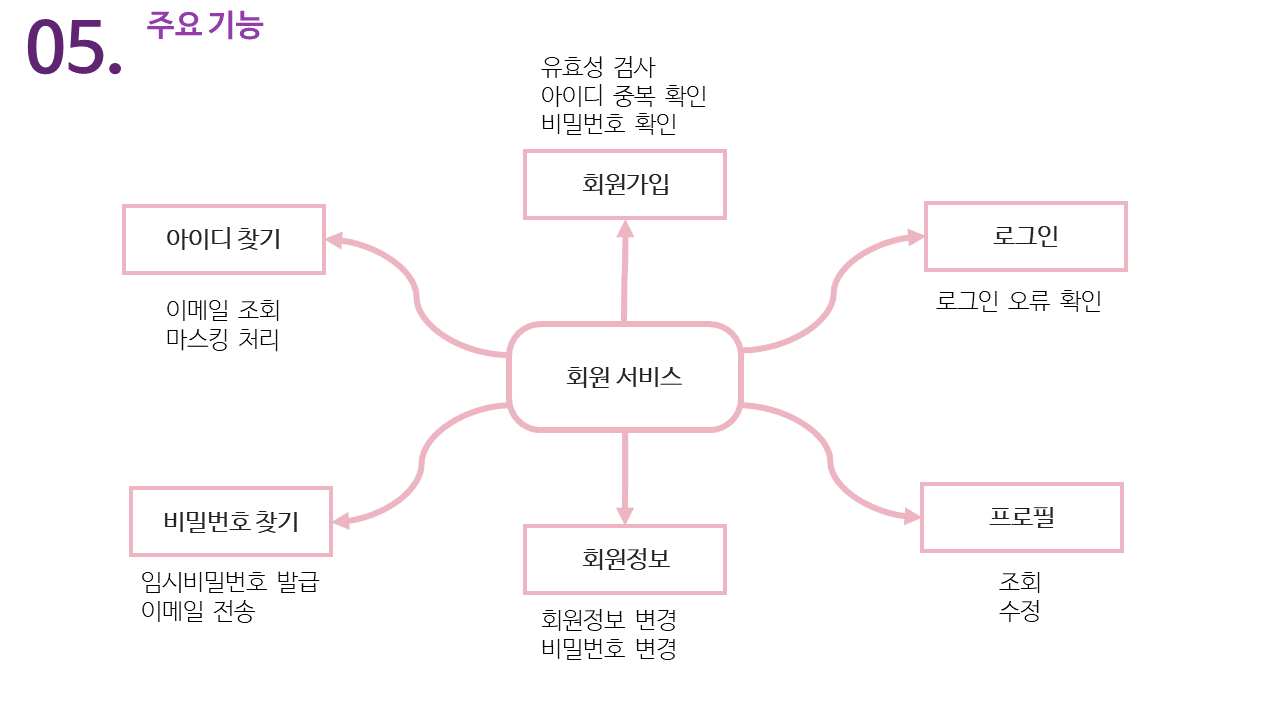 05.
주요 기능
유효성 검사
아이디 중복 확인
비밀번호 확인
회원가입
아이디 찾기
이메일 조회
마스킹 처리
로그인
로그인 오류 확인
회원 서비스
비밀번호 찾기
임시비밀번호 발급
이메일 전송
회원정보
회원정보 변경
비밀번호 변경
프로필
조회
수정